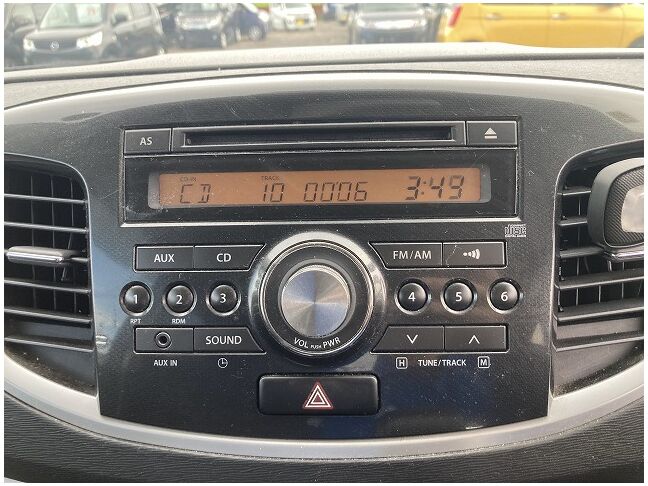 AS
CD-IN TRACK
CD 10 0006 3:49
disc
AUX CD FM/AM
1 2 3 4 5 6
RPT RDM
SOUND
VOL PUSH PWR
AUX IN H TUNE/TRACK M